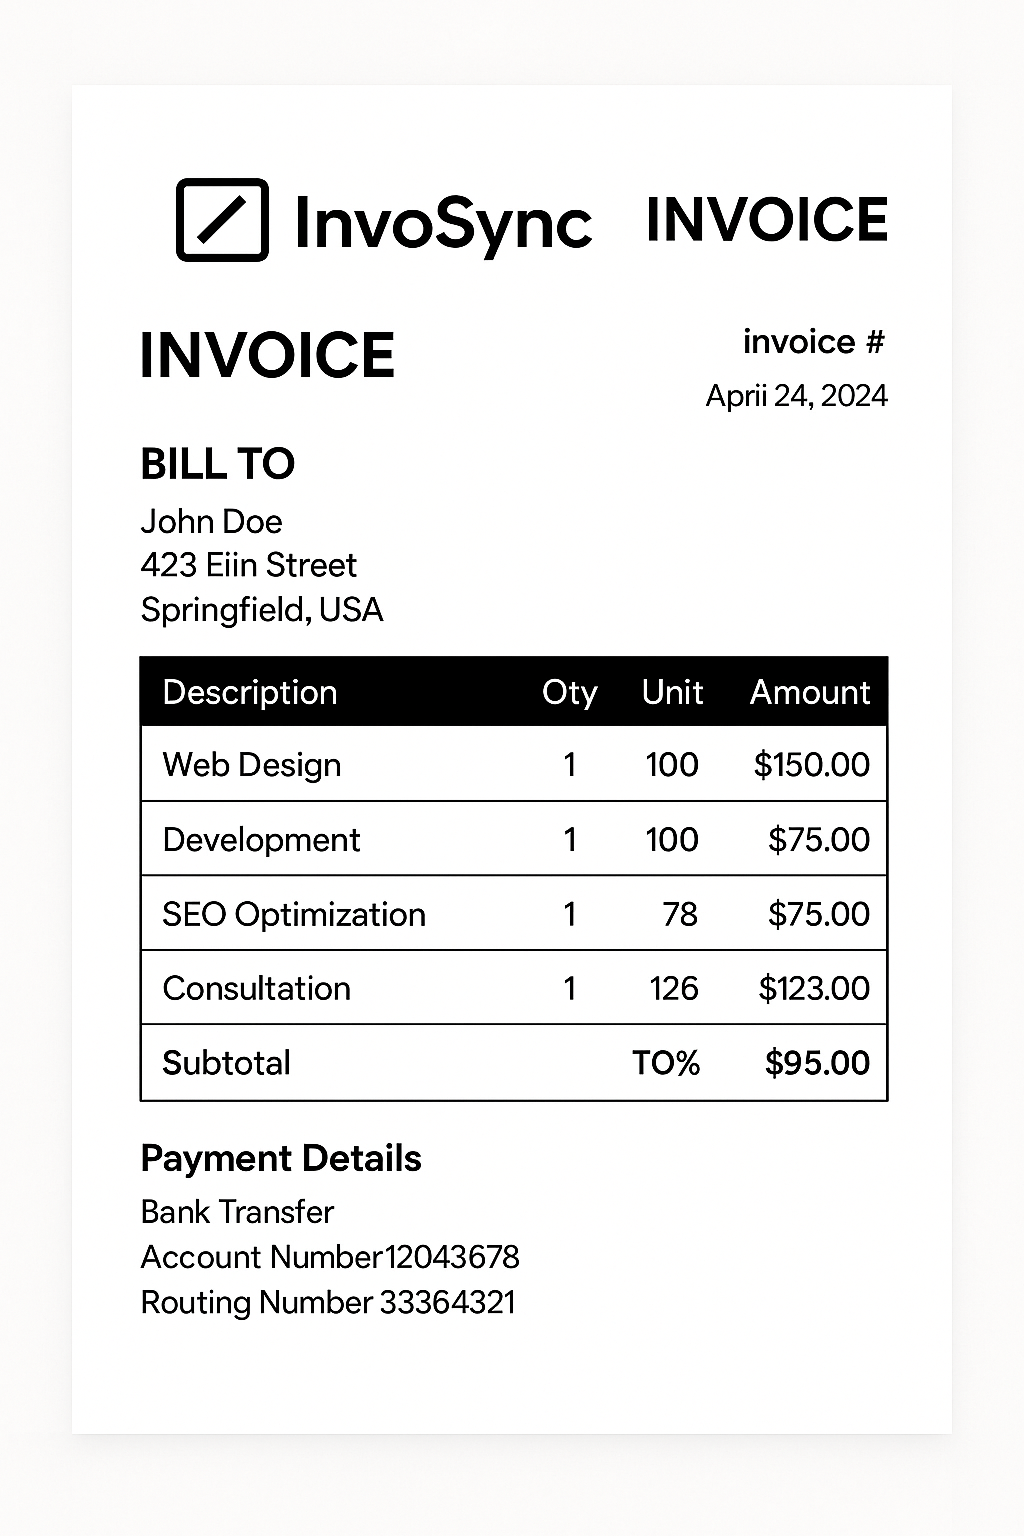 InvoSync INVOICE
INVOICE
invoice #
Aprii 24, 2024
BILL TO
John Doe
423 Eiin Street
Springfield, USA
Description Oty Unit Amount
Web Design 1 100 $150.00
Development 1 100 $75.00
SEO Optimization 1 78 $75.00
Consultation 1 126 $123.00
Subtotal TO% $95.00
Payment Details
Bank Transfer
Account Number12043678
Routing Number 33364321